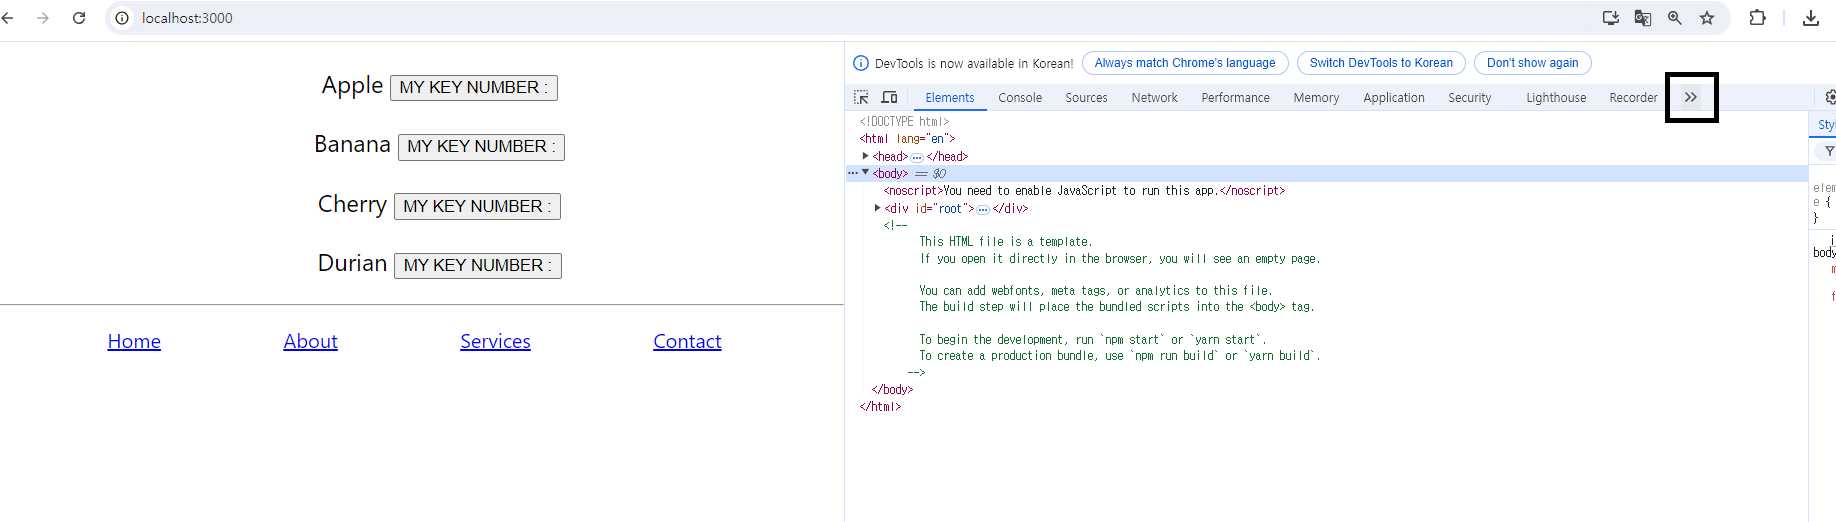 localhost:3000
DevTools is now available in Korean! Always match Chrome's language Switch DevTools to Korean Don't show again
Elements Console Sources Network Performance Memory Application Security Lighthouse Recorder
Apple MY KEY NUMBER :
Banana MY KEY NUMBER :
Cherry MY KEY NUMBER :
Durian MY KEY NUMBER :
Home About Services Contact
<!DOCTYPE html>
<html lang="en">
<head> ... </head>
... <body> == $0
<noscript>You need to enable JavaScript to run this app.</noscript>
<div id="root"> ... </div>
<!--
This HTML file is a template.
If you open it directly in the browser, you will see an empty page.
You can add webfonts, meta tags, or analytics to this file.
The build step will place the bundled scripts into the <body> tag.
To begin the development, run `npm start` or `yarn start`.
To create a production bundle, use `npm run build` or `yarn build`.
-->
</body>
</html>
Styl
elem
e {
}
i
body